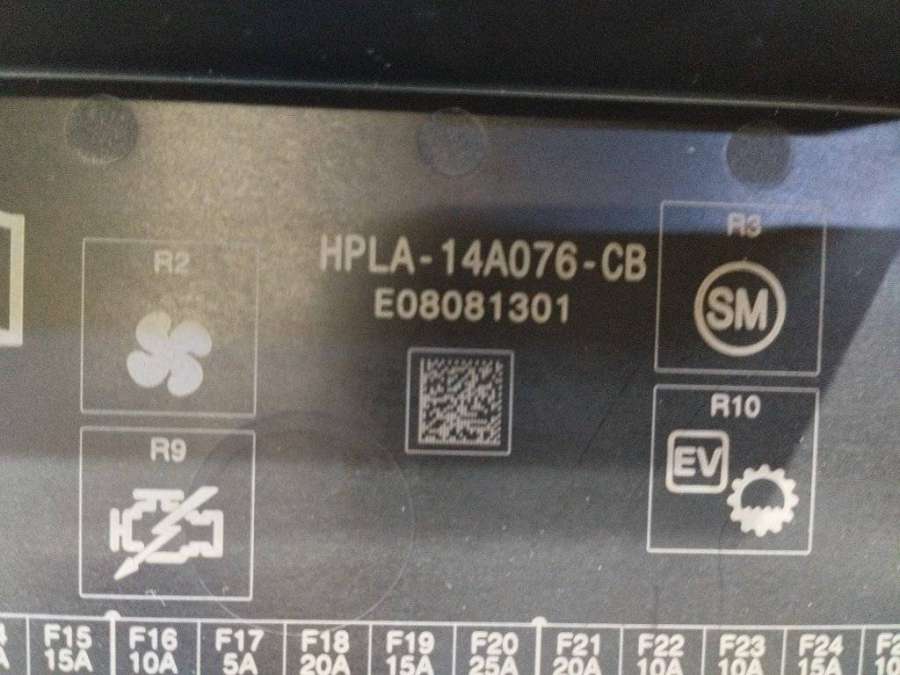 R2
HPLA-14A076-CB
E08081301
R3
SM
R9
R10
EV
F15 F16 F17 F18 F19 F20 F21 F22 F23 F24
15A 10A 5A 20A 15A 25A 20A 10A 10A 15A